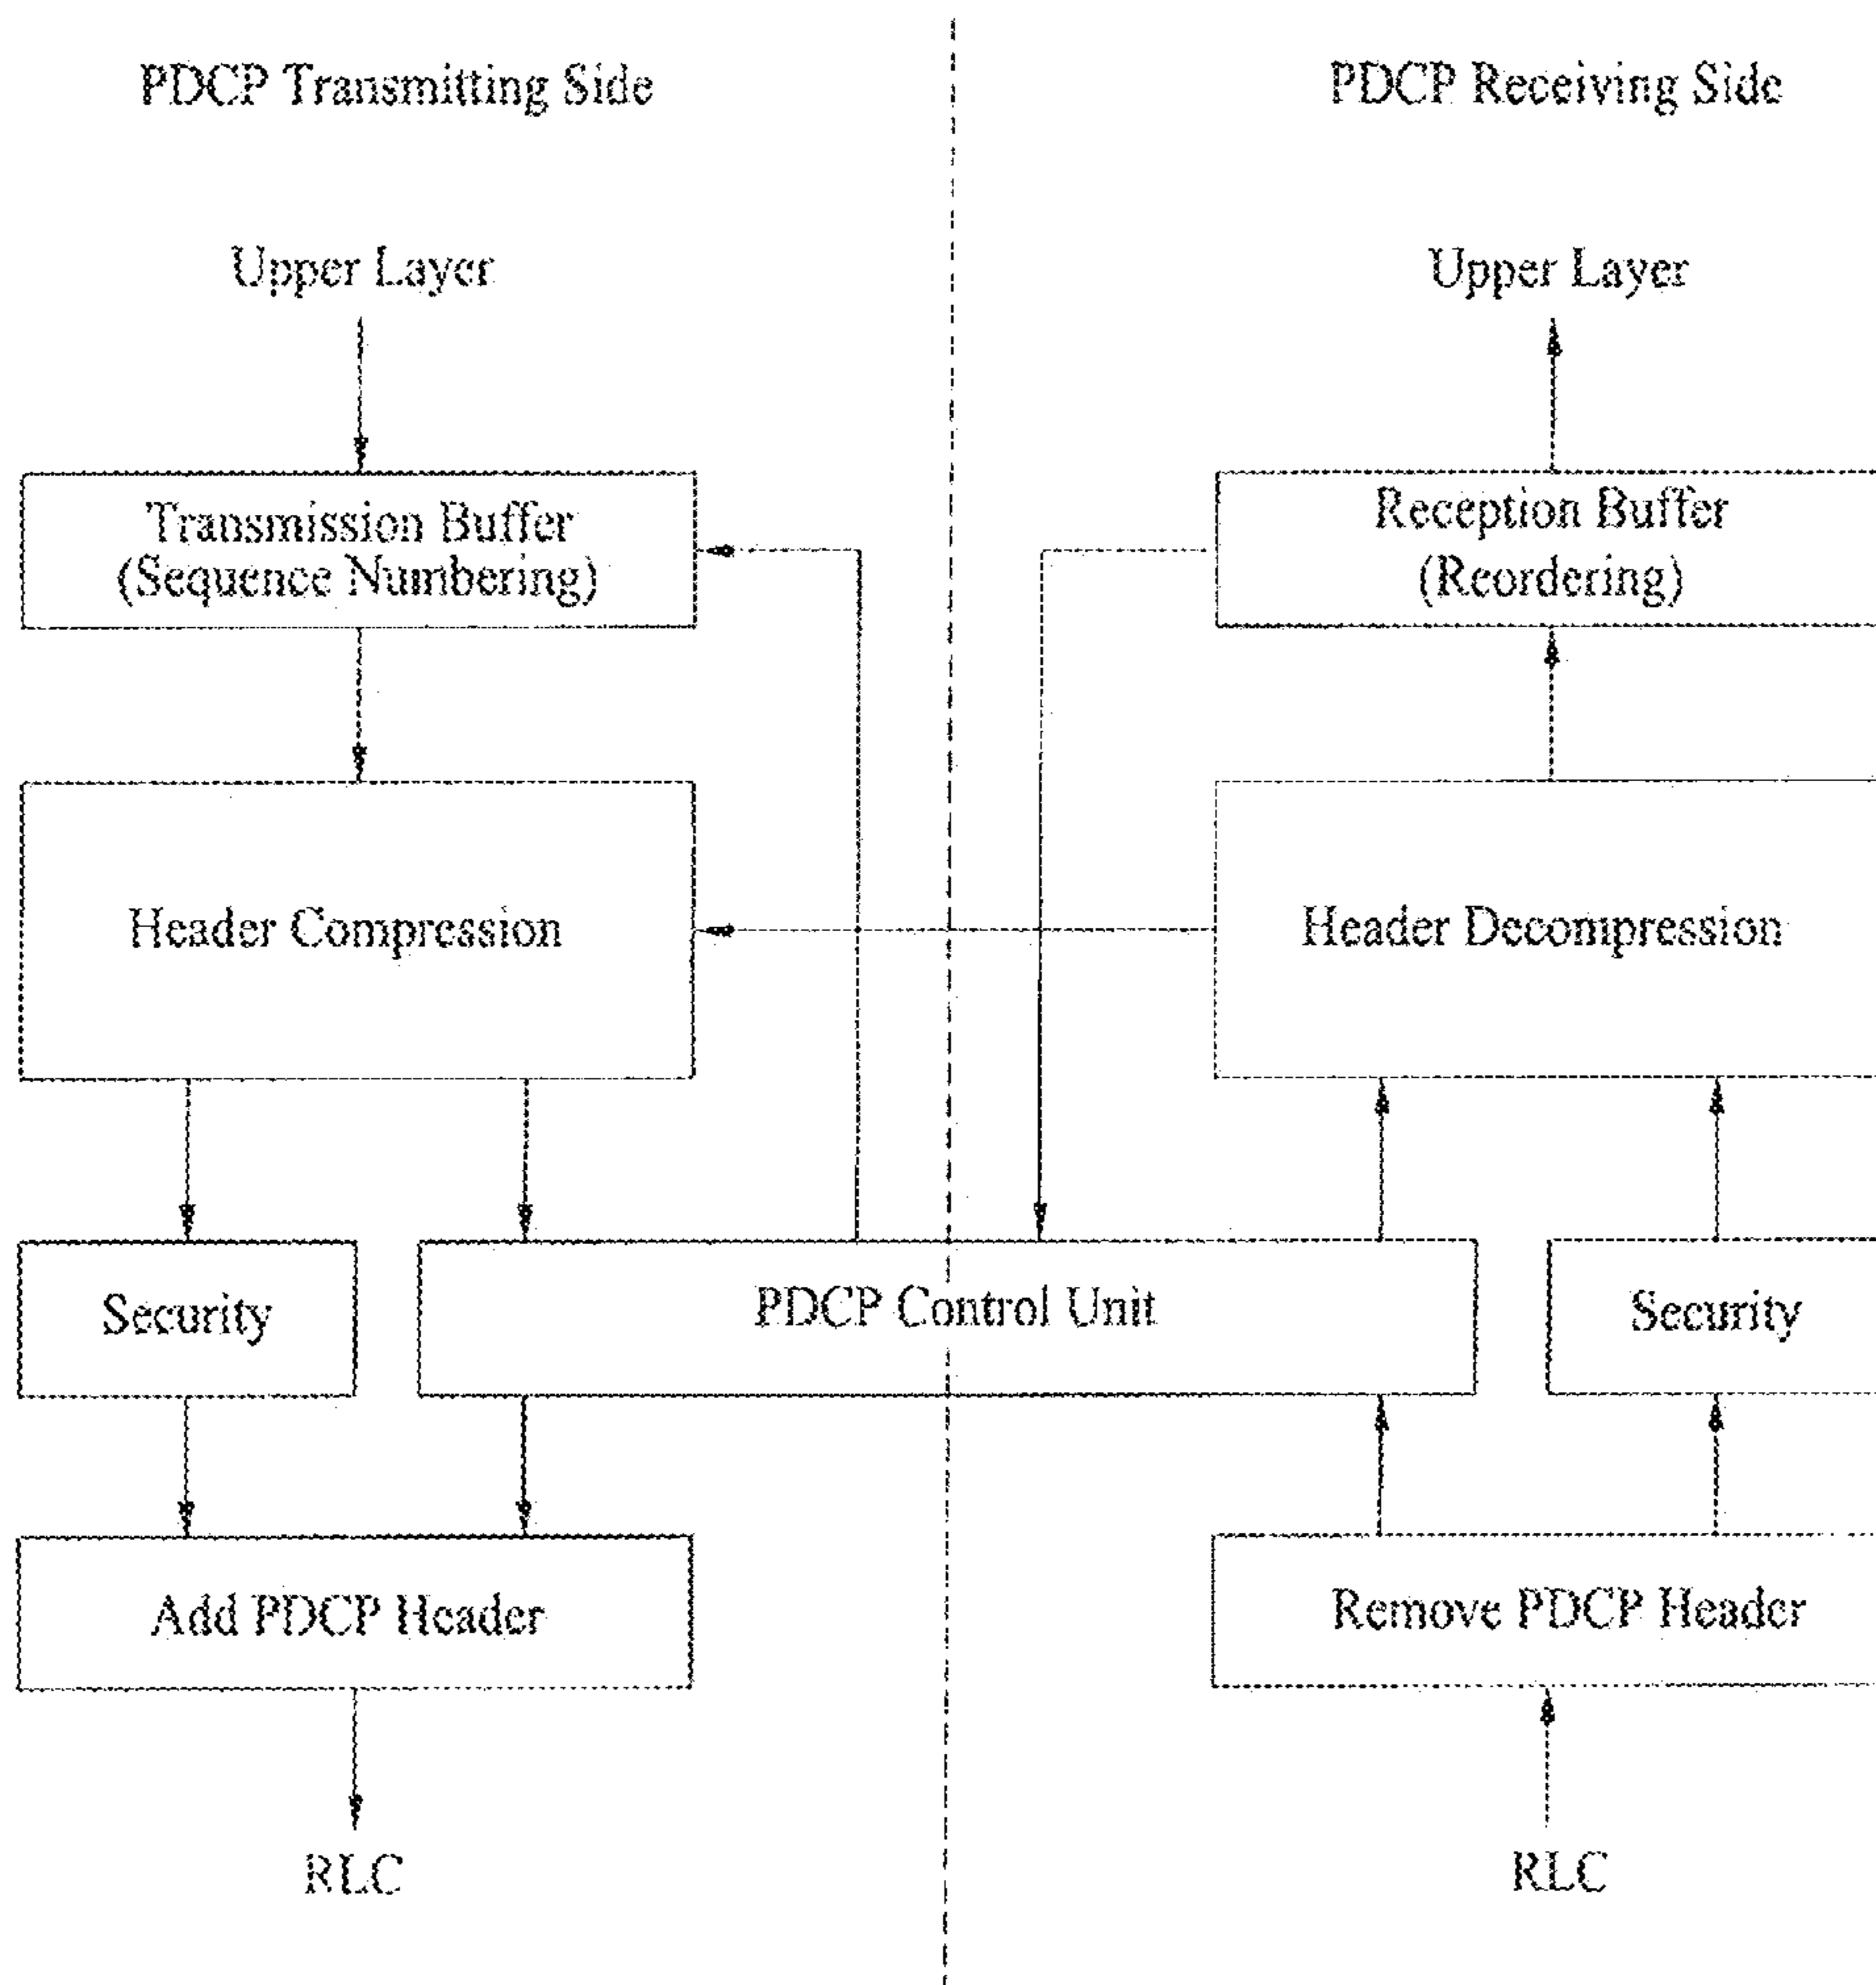 PDCP Transmitting Side
PDCP Receiving Side
Upper Layer
Upper Layer
Transmission Buffer
(Sequence Numbering)
Reception Buffer
(Reordering)
Header Compression
Header Decompression
Security
PDCP Control Unit
Security
Add PDCP Header
Remove PDCP Header
RLC
RLC